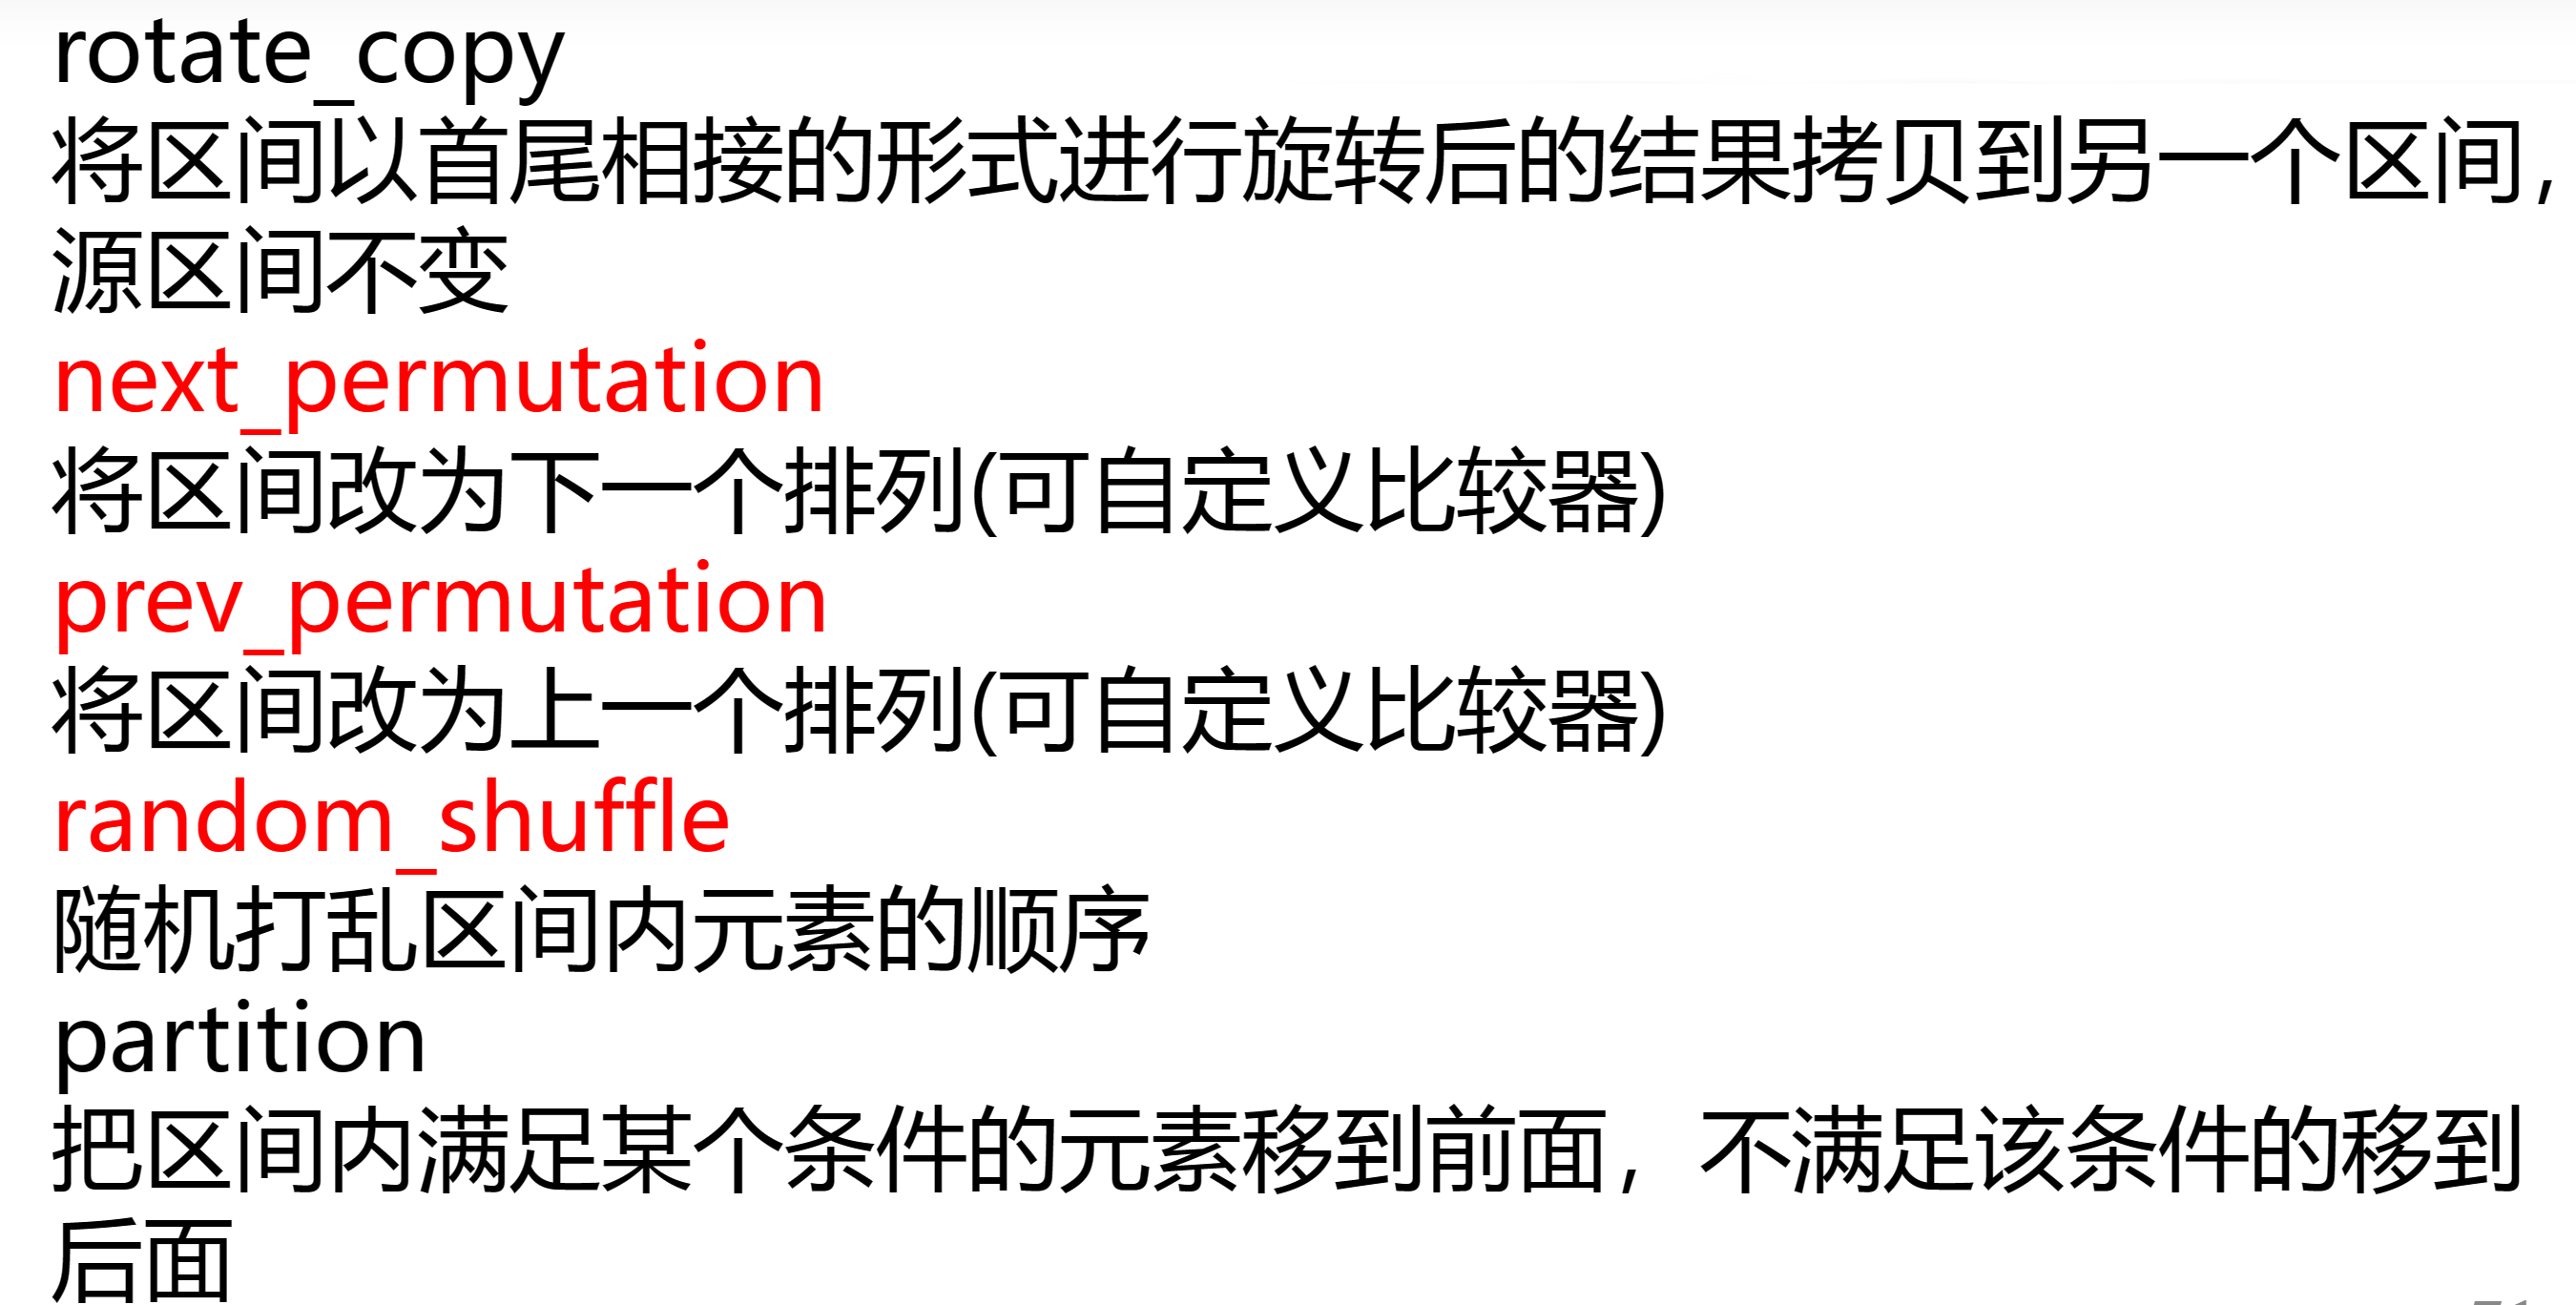 rotate_copy
将区间以首尾相接的形式进行旋转后的结果拷贝到另一个区间，
源区间不变
next_permutation
将区间改为下一个排列(可自定义比较器)
prev_permutation
将区间改为上一个排列(可自定义比较器)
random_shuffle
随机打乱区间内元素的顺序
partition
把区间内满足某个条件的元素移到前面，不满足该条件的移到
后面